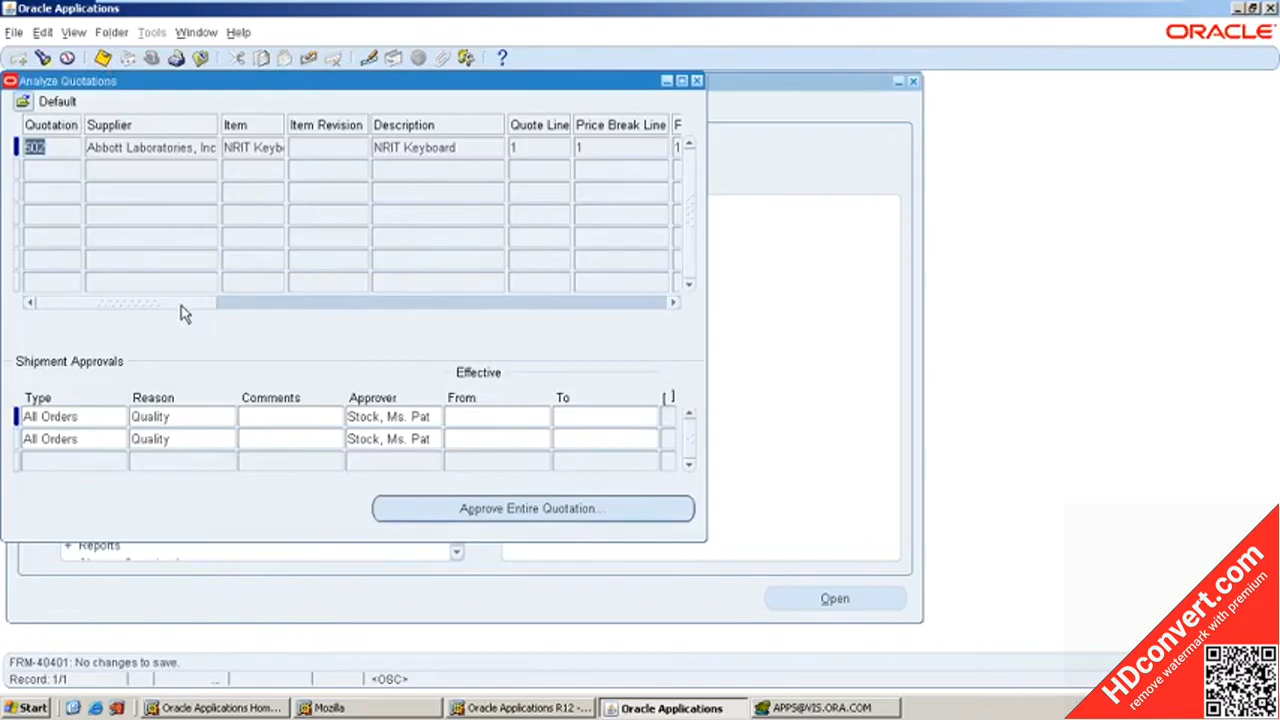 Oracle Applications
File Edit View Folder Tools Window Help
ORACLE
Analyze Quotations
Default
Quotation Supplier Item Item Revision Description Quote Line Price Break Line F
502 Abbott Laboratories, Inc NRIT Keyb NRIT Keyboard 1 1 1
Shipment Approvals
Effective
Type Reason Comments Approver From To [ ]
All Orders Quality Stock, Ms. Pat
All Orders Quality Stock, Ms. Pat
Approve Entire Quotation...
+ Reports
Open
FRM-40401: No changes to save.
Record: 1/1 ... <OSC>
Start Oracle Applications Hom... Mozilla Oracle Applications R12 -... Oracle Applications APPS@VIS.ORA.COM
HDconvert.com
remove watermark with premium